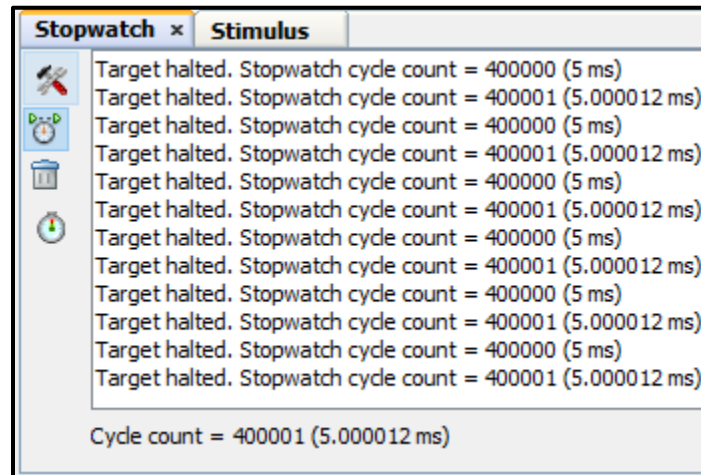 Stopwatch × Stimulus
Target halted. Stopwatch cycle count = 400000 (5 ms)
Target halted. Stopwatch cycle count = 400001 (5.000012 ms)
Target halted. Stopwatch cycle count = 400000 (5 ms)
Target halted. Stopwatch cycle count = 400001 (5.000012 ms)
Target halted. Stopwatch cycle count = 400000 (5 ms)
Target halted. Stopwatch cycle count = 400001 (5.000012 ms)
Target halted. Stopwatch cycle count = 400000 (5 ms)
Target halted. Stopwatch cycle count = 400001 (5.000012 ms)
Target halted. Stopwatch cycle count = 400000 (5 ms)
Target halted. Stopwatch cycle count = 400001 (5.000012 ms)
Target halted. Stopwatch cycle count = 400000 (5 ms)
Target halted. Stopwatch cycle count = 400001 (5.000012 ms)
Cycle count = 400001 (5.000012 ms)